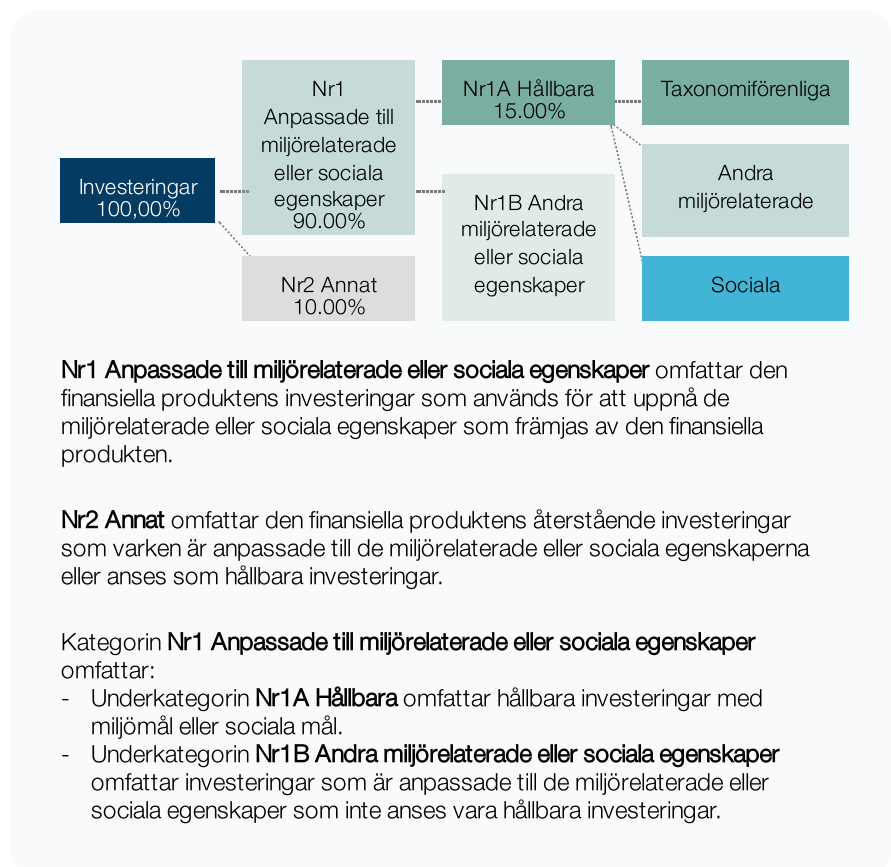 Investeringar
100,00%
Nr1
Anpassade till
miljörelaterade
eller sociala
egenskaper
90.00%
Nr2 Annat
10.00%
Nr1A Hållbara
15.00%
Nr1B Andra
miljörelaterade
eller sociala
egenskaper
Taxonomiförenliga
Andra
miljörelaterade
Sociala
Nr1 Anpassade till miljörelaterade eller sociala egenskaper omfattar den
finansiella produktens investeringar som används för att uppnå de
miljörelaterade eller sociala egenskaper som främjas av den finansiella
produkten.
Nr2 Annat omfattar den finansiella produktens återstående investeringar
som varken är anpassade till de miljörelaterade eller sociala egenskaperna
eller anses som hållbara investeringar.
Kategorin Nr1 Anpassade till miljörelaterade eller sociala egenskaper
omfattar:
- Underkategorin Nr1A Hållbara omfattar hållbara investeringar med
miljömål eller sociala mål.
- Underkategorin Nr1B Andra miljörelaterade eller sociala egenskaper
omfattar investeringar som är anpassade till de miljörelaterade eller
sociala egenskaper som inte anses vara hållbara investeringar.